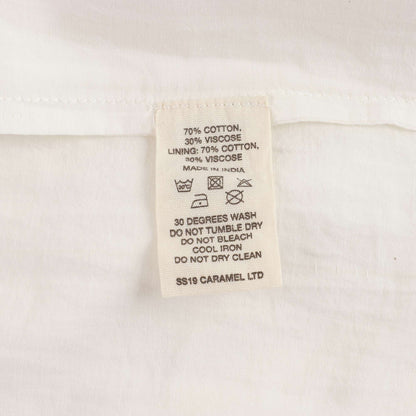 70% COTTON,
30% VISCOSE
LINING: 70% COTTON,
30% VISCOSE
MADE IN INDIA
30°C
30 DEGREES WASH
DO NOT TUMBLE DRY
DO NOT BLEACH
COOL IRON
DO NOT DRY CLEAN
SS19 CARAMEL LTD